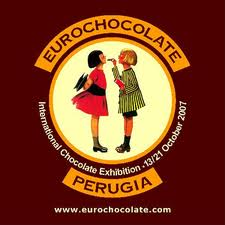 EUROCHOCOLATE
International Chocolate Exhibition -13/21 October 2007
PERUGIA
www.eurochocolate.com